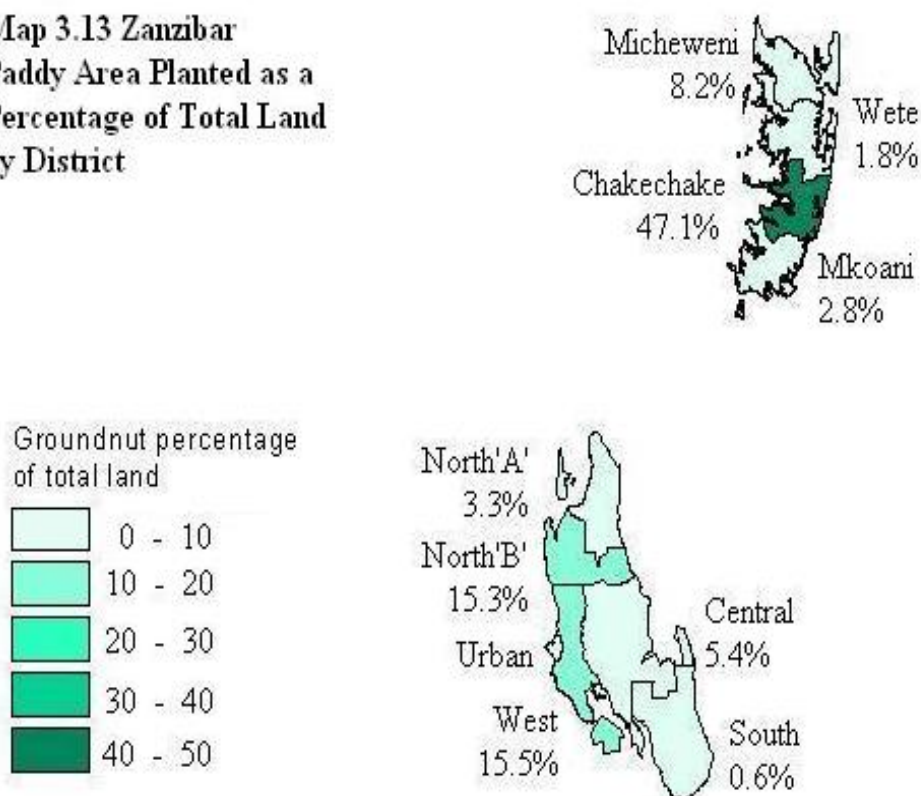 Map 3.13 Zanzibar
Paddy Area Planted as a
Percentage of Total Land
y District
Micheweni
8.2%
Wete
1.8%
Chakechake
47.1%
Mkoani
2.8%
Groundnut percentage
of total land
0 - 10
10 - 20
20 - 30
30 - 40
40 - 50
North'A'
3.3%
North'B'
15.3%
Urban
West
15.5%
Central
5.4%
South
0.6%